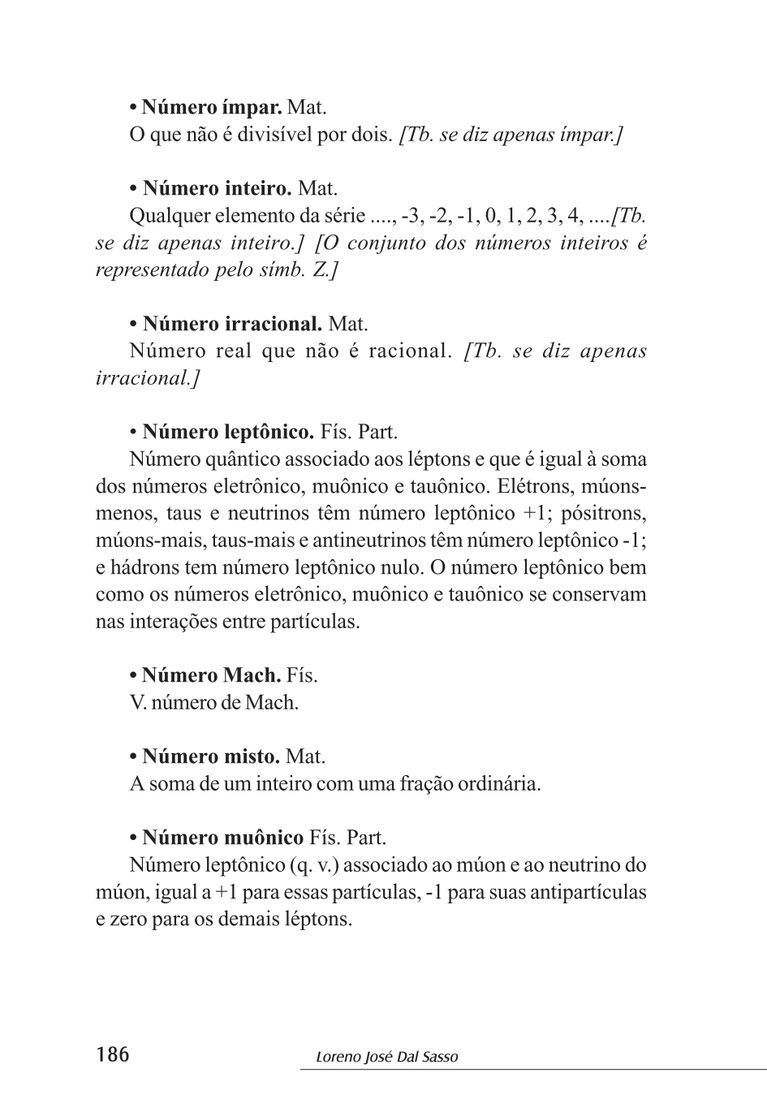 • Número ímpar. Mat.
O que não é divisível por dois. [Tb. se diz apenas ímpar.]
• Número inteiro. Mat.
Qualquer elemento da série ...., -3, -2, -1, 0, 1, 2, 3, 4, ....[Tb.
se diz apenas inteiro.] [O conjunto dos números inteiros é
representado pelo símb. Z.]
• Número irracional. Mat.
Número real que não é racional. [Tb. se diz apenas
irracional.]
• Número leptônico. Fís. Part.
Número quântico associado aos léptons e que é igual à soma
dos números eletrônico, muônico e tauônico. Elétrons, múons-
menos, taus e neutrinos têm número leptônico +1; pósitrons,
múons-mais, taus-mais e antineutrinos têm número leptônico -1;
e hádrons tem número leptônico nulo. O número leptônico bem
como os números eletrônico, muônico e tauônico se conservam
nas interações entre partículas.
• Número Mach. Fís.
V. número de Mach.
• Número misto. Mat.
A soma de um inteiro com uma fração ordinária.
• Número muônico Fís. Part.
Número leptônico (q. v.) associado ao múon e ao neutrino do
múon, igual a +1 para essas partículas, -1 para suas antipartículas
e zero para os demais léptons.
186
Loreno José Dal Sasso